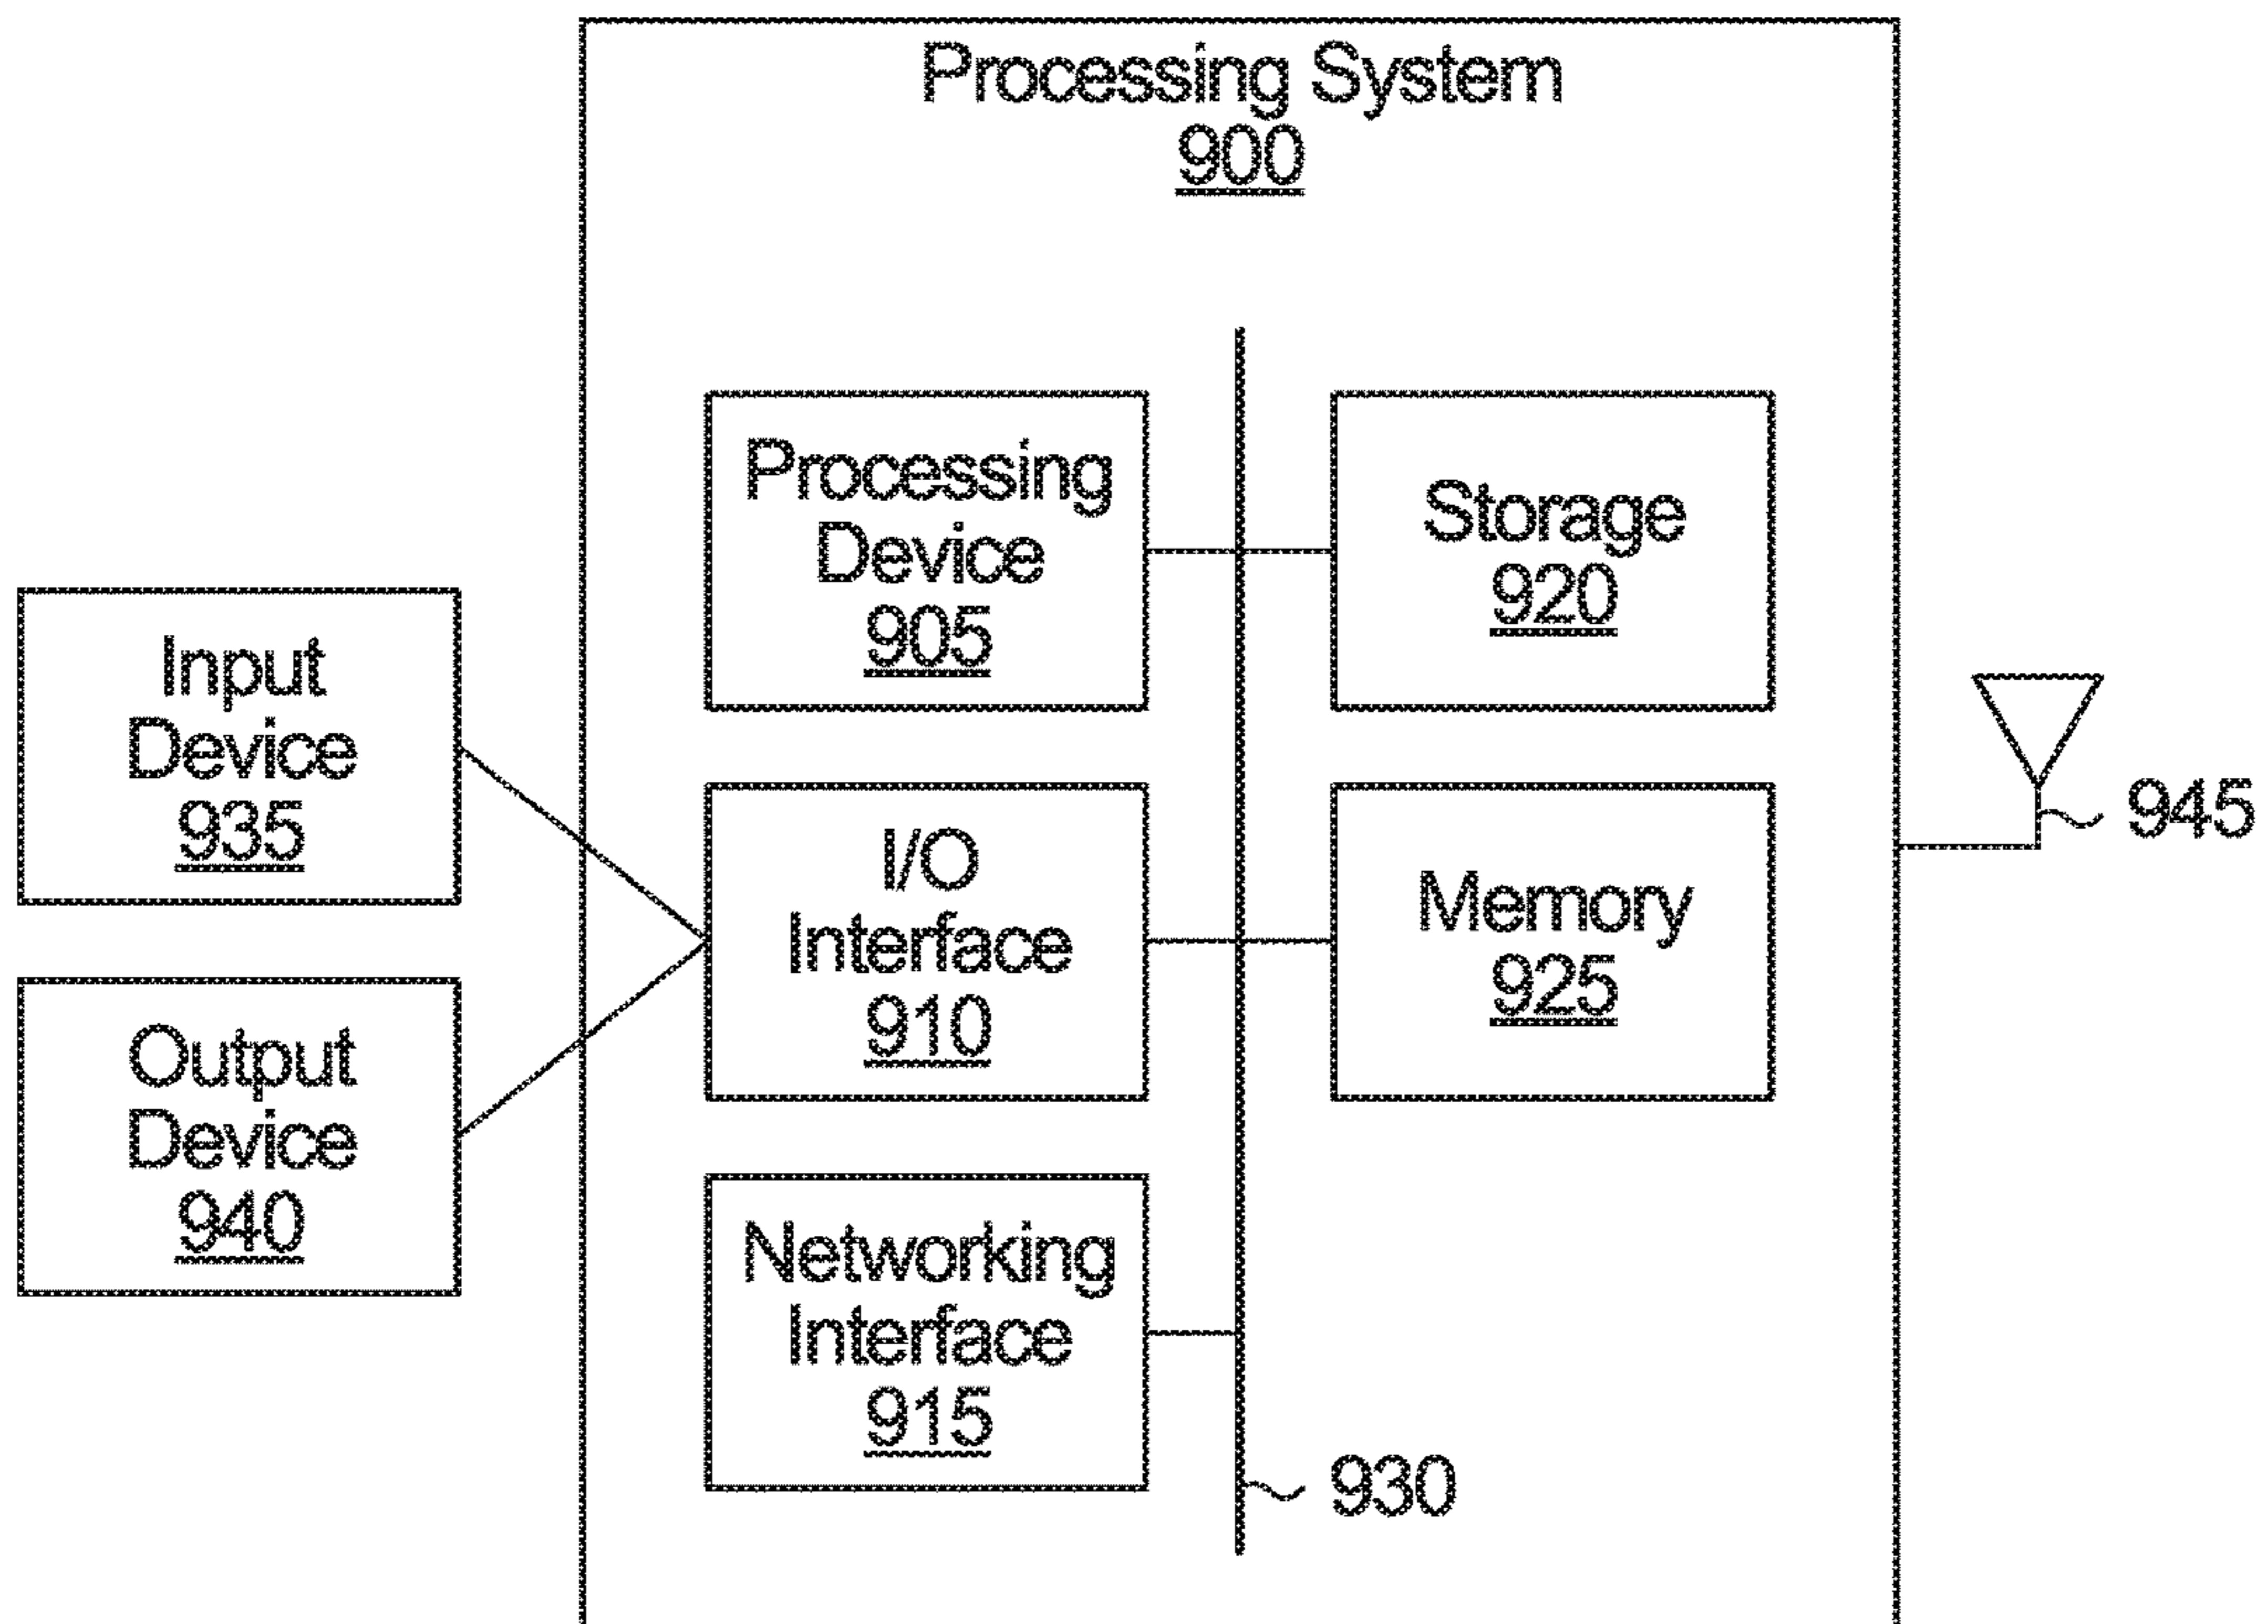 Processing System
900
Processing
Device
905
Storage
920
Input
Device
935
I/O
Interface
910
Memory
925
945
Output
Device
940
Networking
Interface
915
930